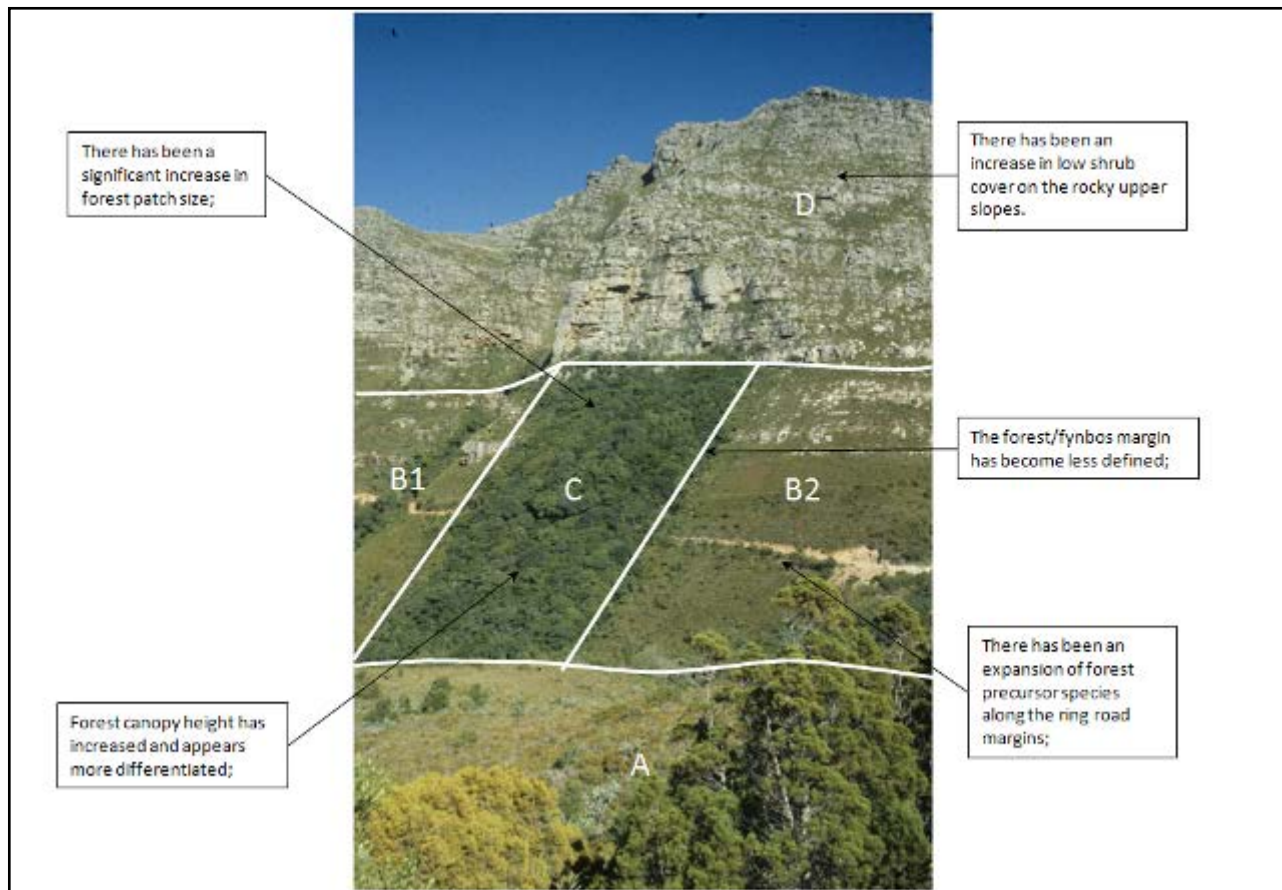 There has been a
significant increase in
forest patch size;
There has been an
increase in low shrub
cover on the rocky upper
slopes.
D
The forest/fynbos margin
has become less defined;
B1
C
B2
There has been an
expansion of forest
precursor species
along the ring road
margins;
Forest canopy height has
increased and appears
more differentiated;
A